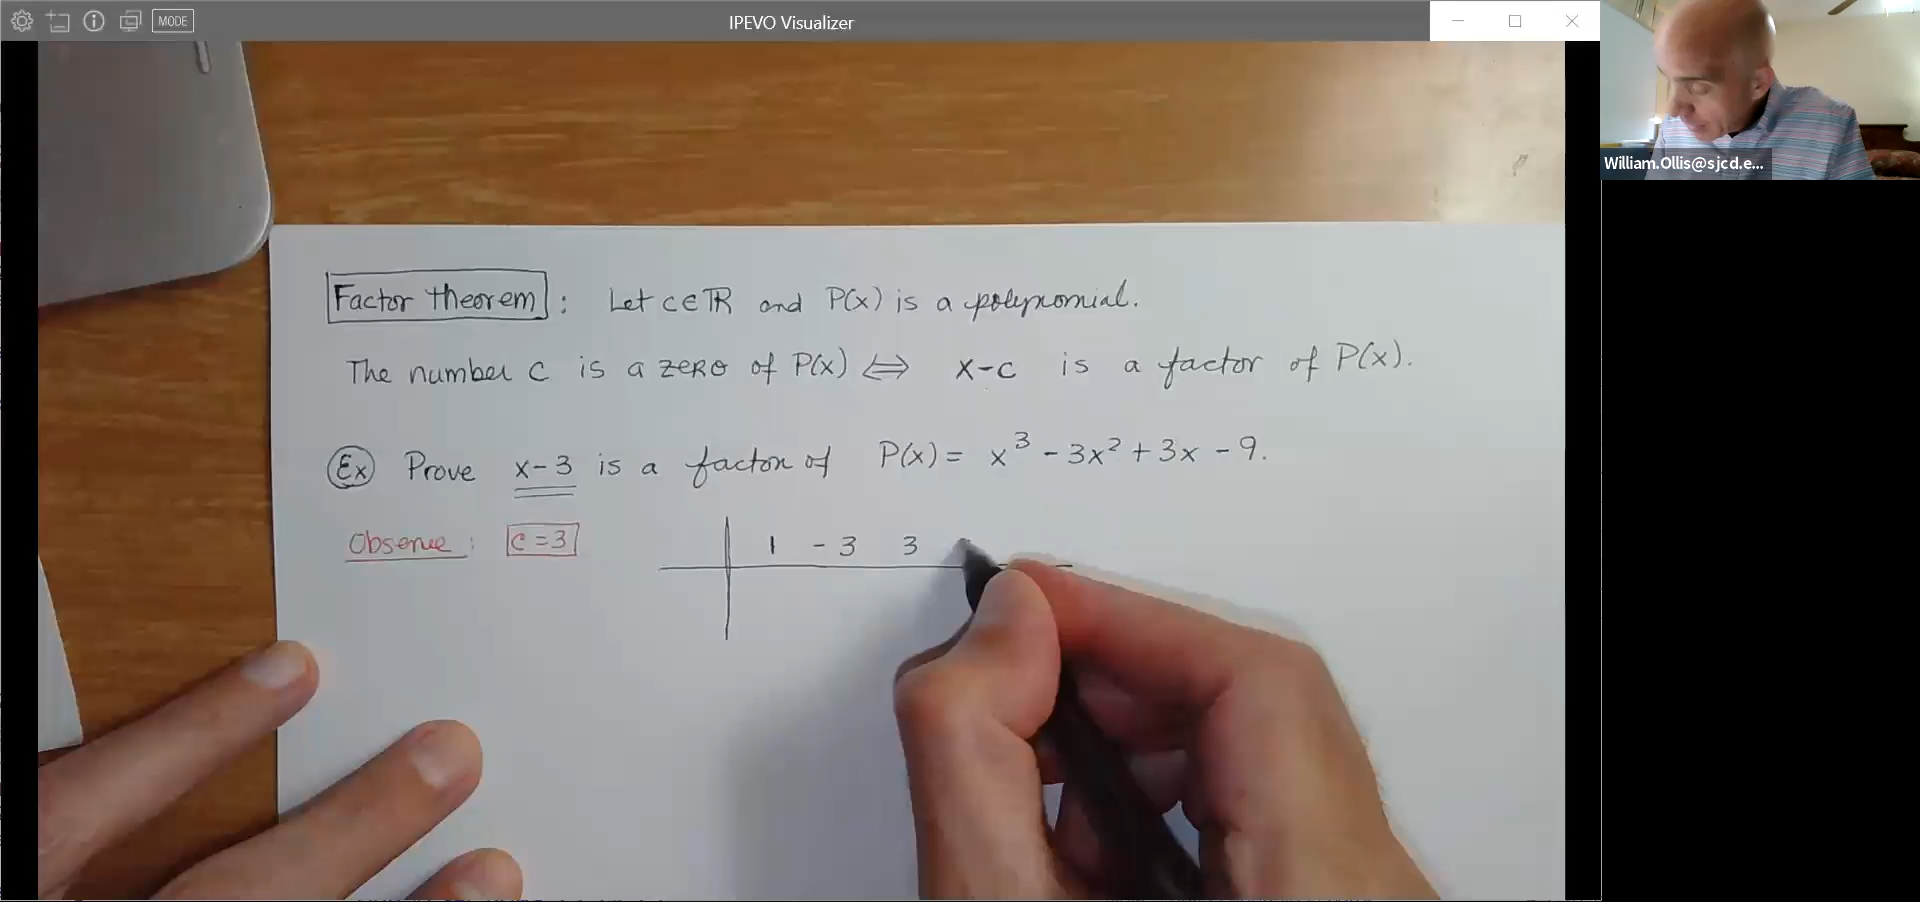 MODE
IPEVO Visualizer
William.Ollis@sjcd.e...
Factor theorem : Let c∈ℝ and P(x) is a polynomial.
The number c is a zero of P(x) ⟺ x-c is a factor of P(x).
Ex Prove x-3 is a factor of P(x) = x³ - 3x² + 3x - 9.
Observe : c = 3
1 -3 3